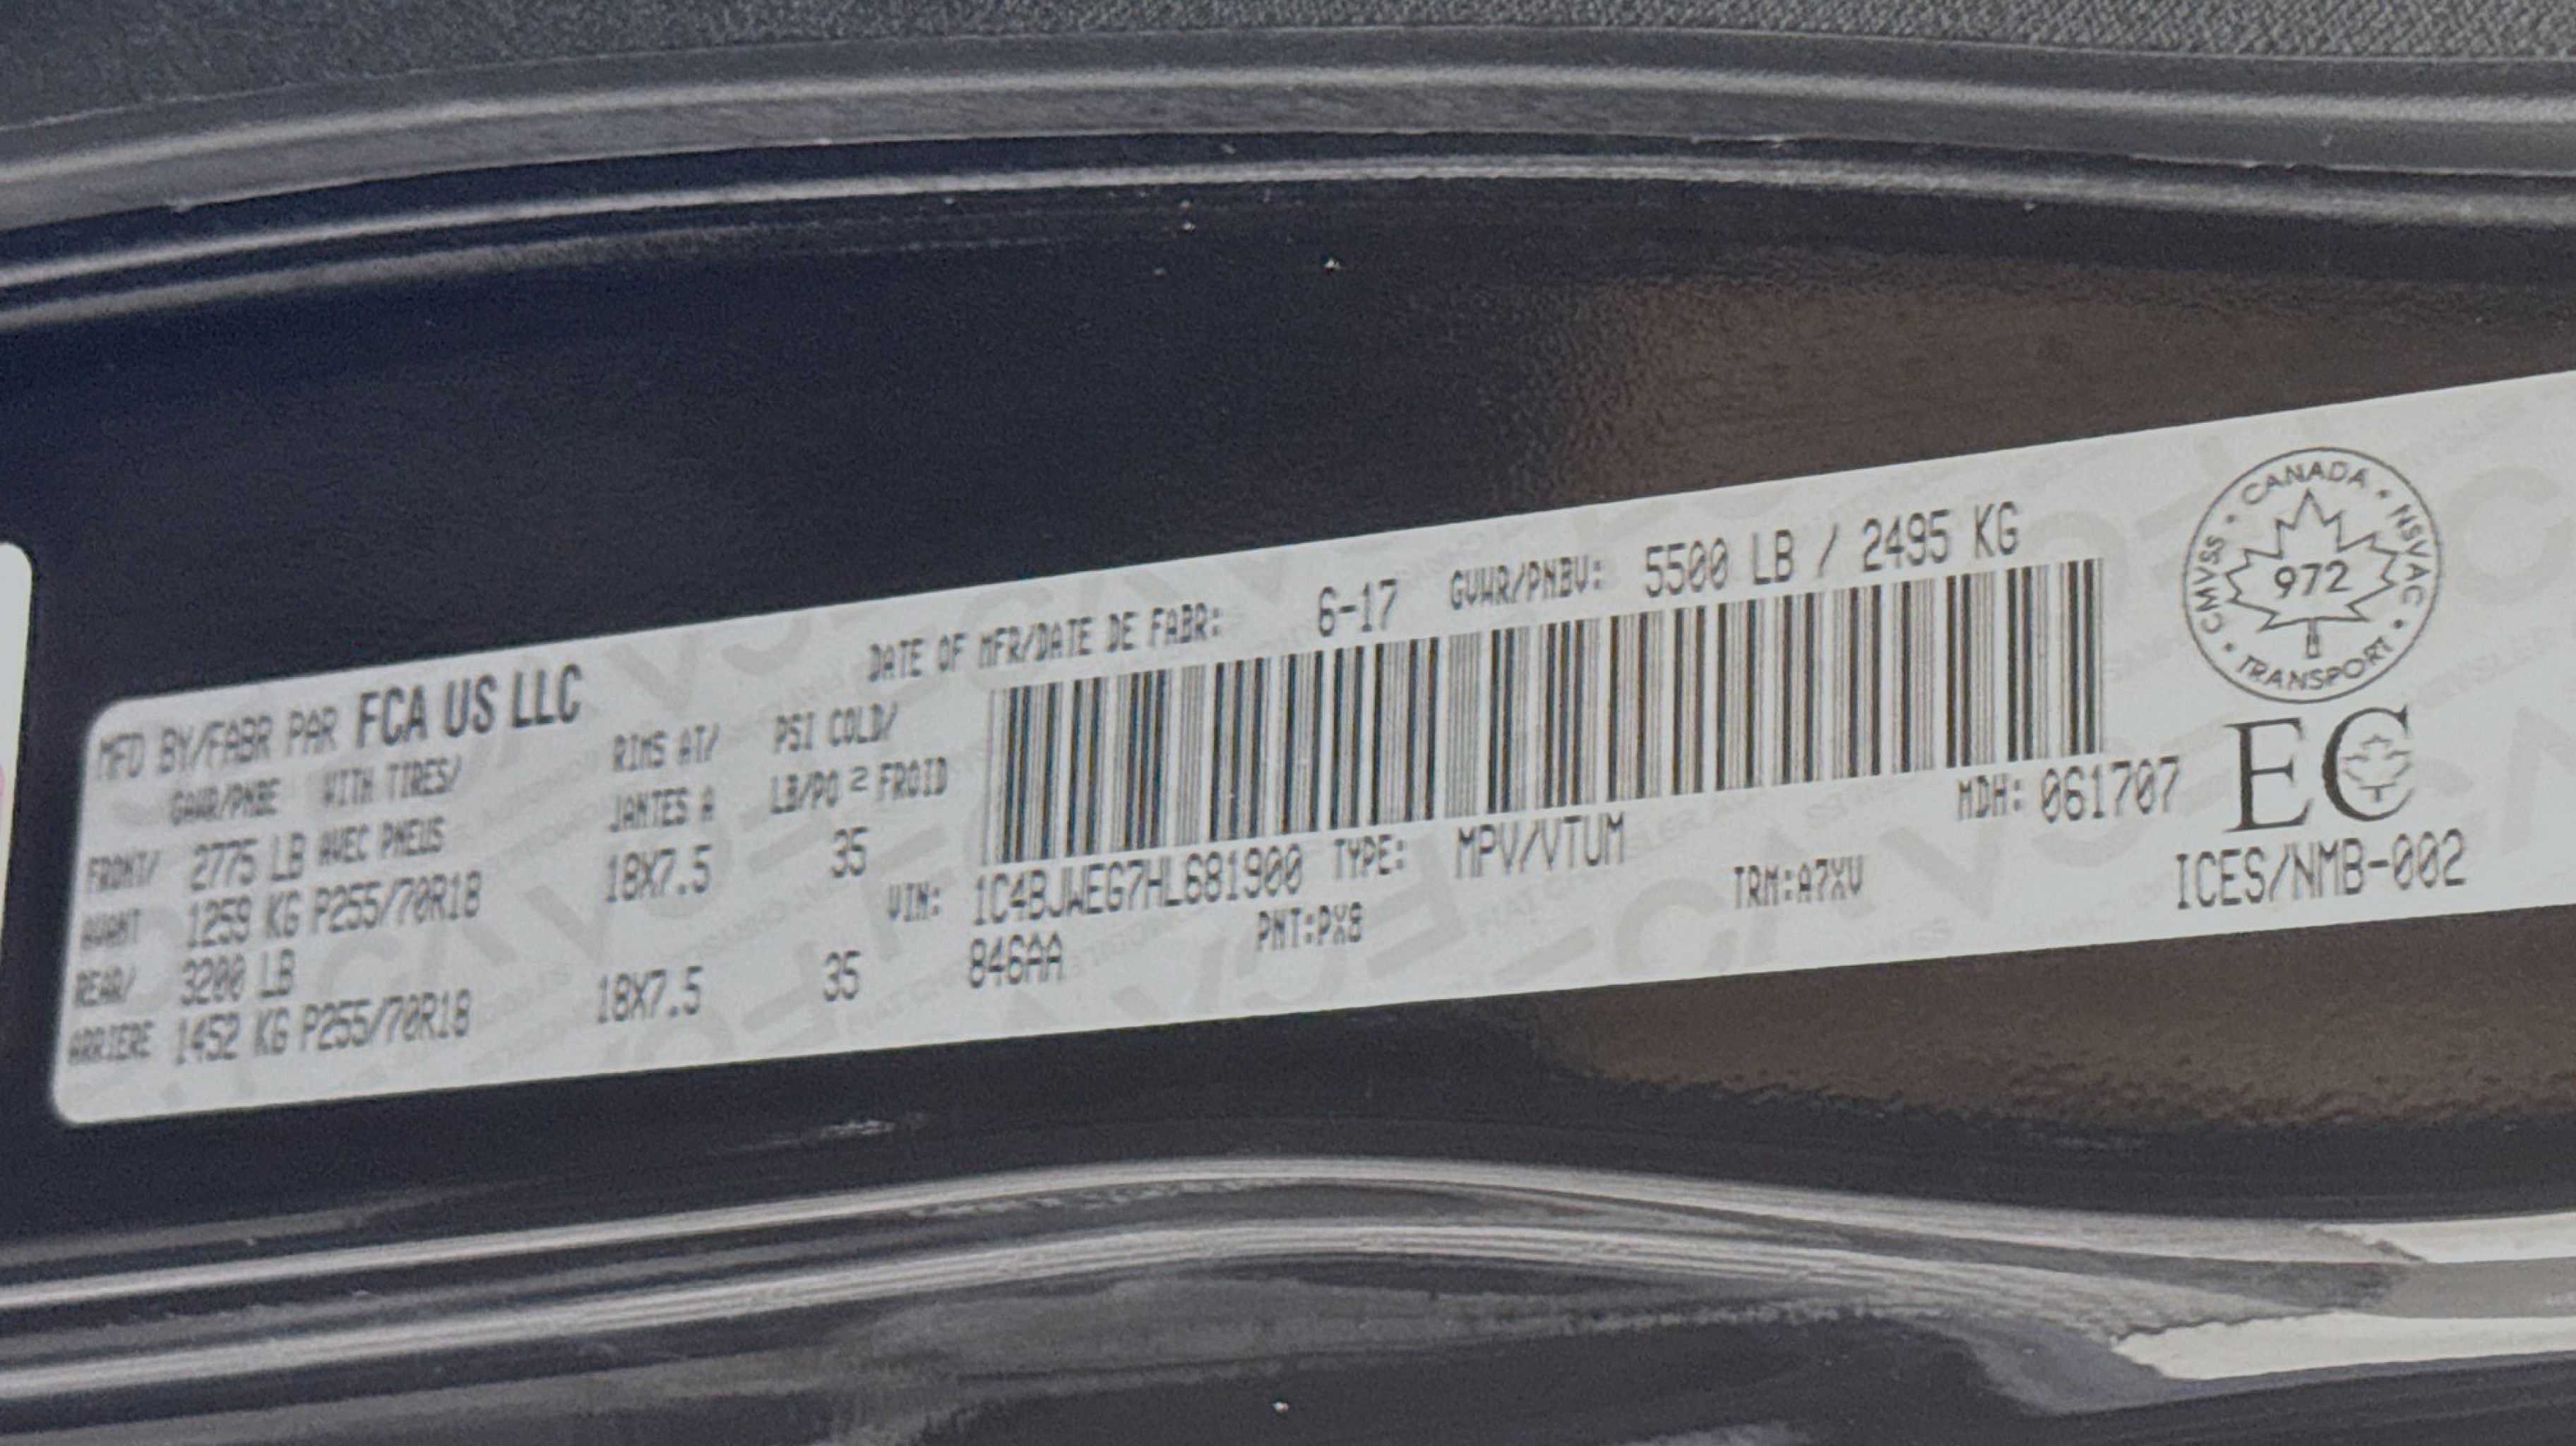 MFD BY/FABR PAR FCA US LLC
DATE OF MFR/DATE DE FABR: 6-17 GVWR/PNBV: 5500 LB / 2495 KG
GAWR/PNBE WITH TIRES/ RIMS AT/ PSI COLD/
AVEC PNEUS JANTES A LB/PO² FROID
FRONT/ 2775 LB
AVANT 1259 KG P255/70R18 18X7.5 35
REAR/ 3200 LB
ARRIERE 1452 KG P255/70R18 18X7.5 35
MDH: 061707
VIN: 1C4BJWEG7HL681900 TYPE: MPV/VTUM
846AA PNT:PX8 TRM:A7XV
CANADA • NSVAC • TRANSPORT • CMVSS •
972
EC
ICES/NMB-002